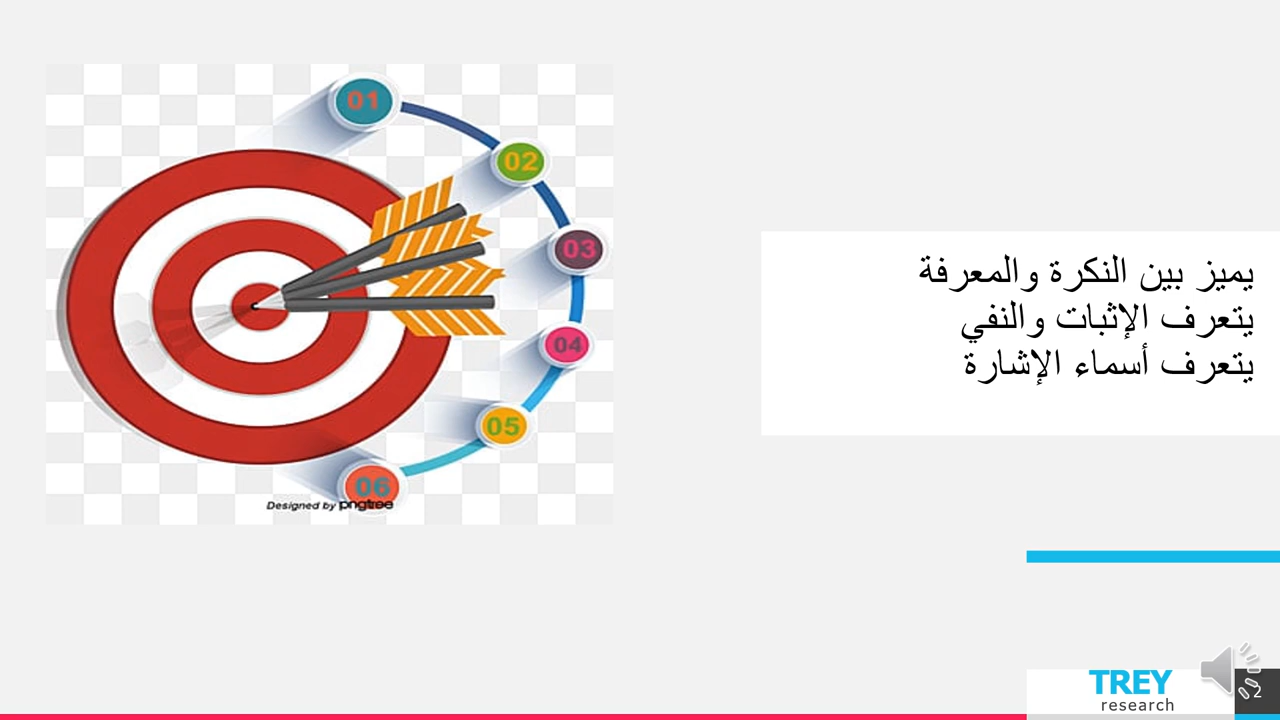 01
02
03
04
05
06
Designed by pngtree
يميز بين النكرة والمعرفة
يتعرف الإثبات والنفي
يتعرف أسماء الإشارة
TREY
research
2